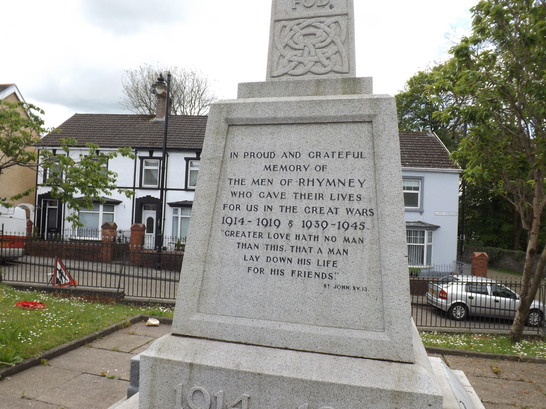 IN PROUD AND GRATEFUL
MEMORY OF
THE MEN OF RHYMNEY
WHO GAVE THEIR LIVES
FOR US IN THE GREAT WARS
1914-1919 & 1939-1945.
"GREATER LOVE HATH NO MAN
THAN THIS, THAT A MAN
LAY DOWN HIS LIFE
FOR HIS FRIENDS."
ST JOHN XV.13
1914